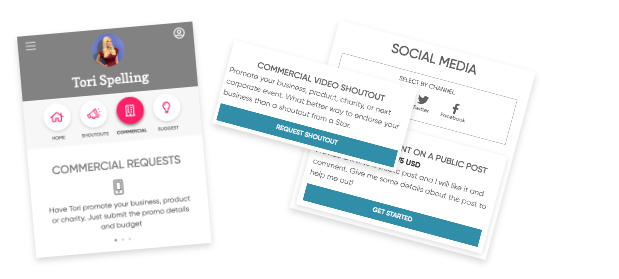 Tori Spelling
HOME
SHOUTOUTS
COMMERCIAL
SUGGEST
COMMERCIAL REQUESTS
Have Tori promote your business, product
or charity. Just submit the promo details
and budget
COMMERCIAL VIDEO SHOUTOUT
Promote your business, product, charity, or next
corporate event. What better way to endorse your
business than a shoutout from a Star.
REQUEST SHOUTOUT
SOCIAL MEDIA
SELECT BY CHANNEL
Facebook
NT ON A PUBLIC POST
5 USD
post and I will like it and
comment. Give me some details about the post to
help me out!
GET STARTED